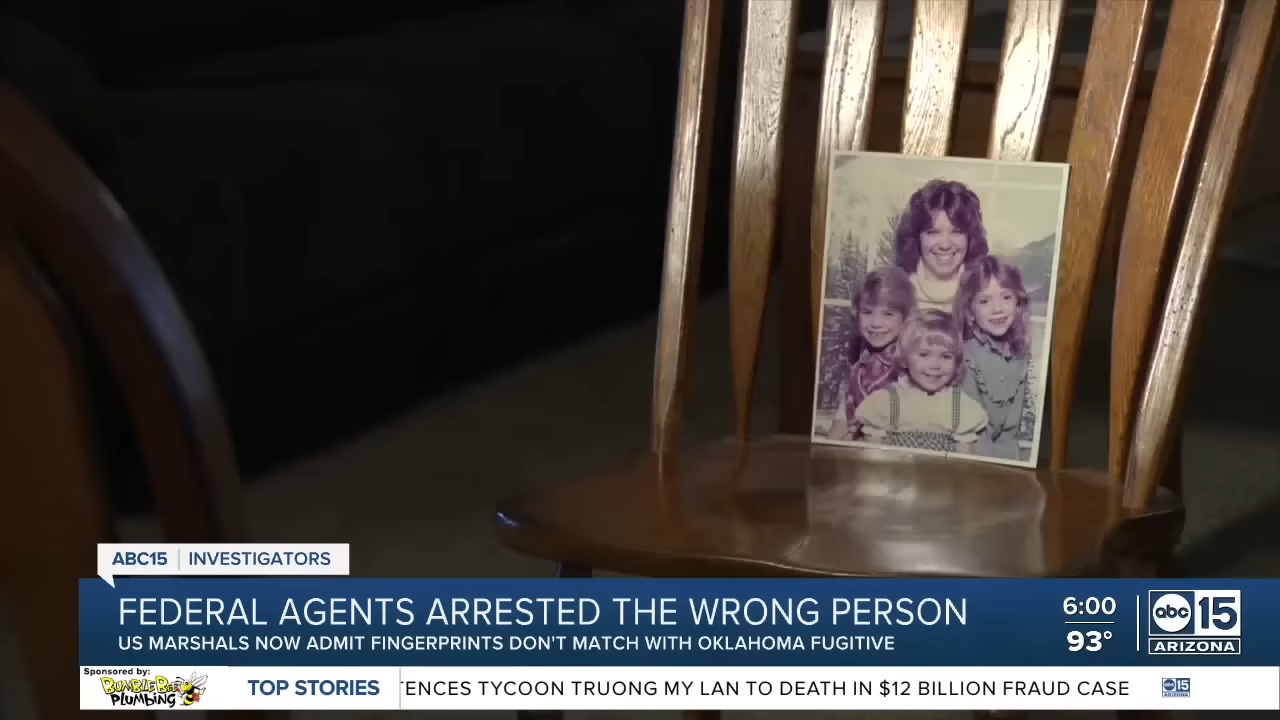 ABC15 | INVESTIGATORS
FEDERAL AGENTS ARRESTED THE WRONG PERSON
US MARSHALS NOW ADMIT FINGERPRINTS DON'T MATCH WITH OKLAHOMA FUGITIVE
6:00
93°
abc 15
ARIZONA
Sponsored by:
BUMBLE BEE
PLUMBING
TOP STORIES
TENCES TYCOON TRUONG MY LAN TO DEATH IN $12 BILLION FRAUD CASE
abc 15
ARIZONA